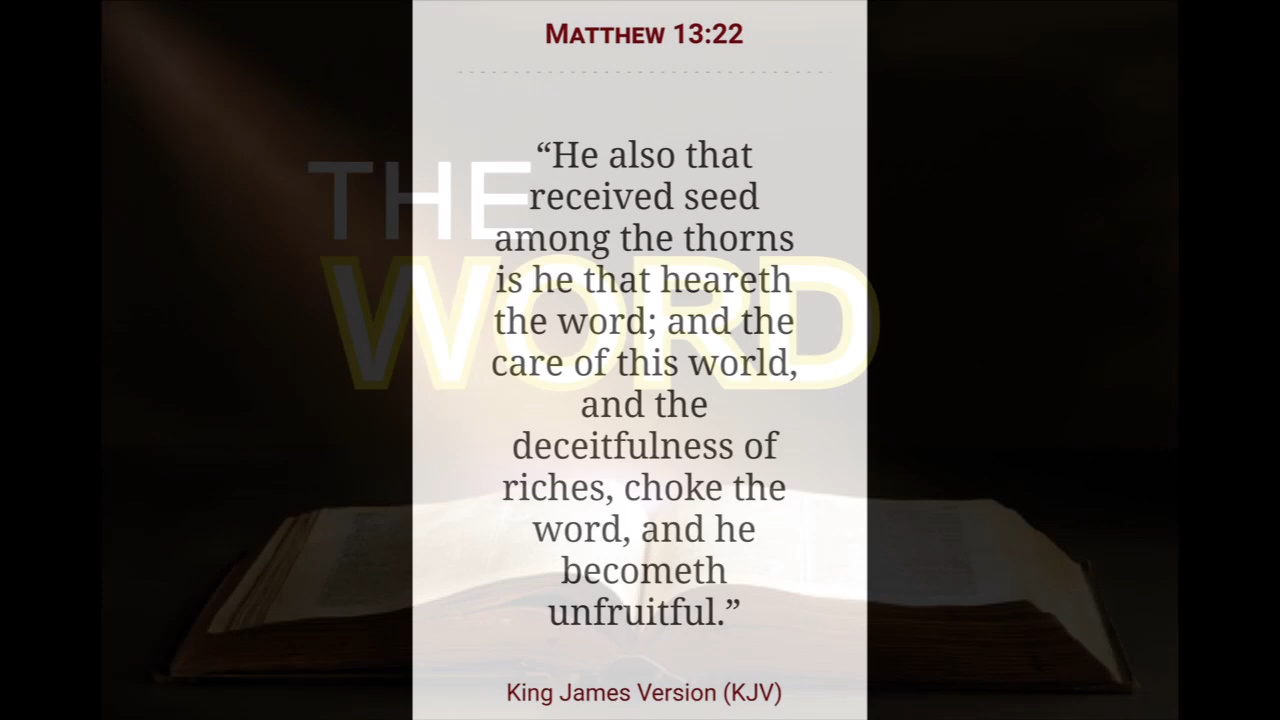 MATTHEW 13:22
THE
WORD
“He also that
received seed
among the thorns
is he that heareth
the word; and the
care of this world,
and the
deceitfulness of
riches, choke the
word, and he
becometh
unfruitful.”
King James Version (KJV)